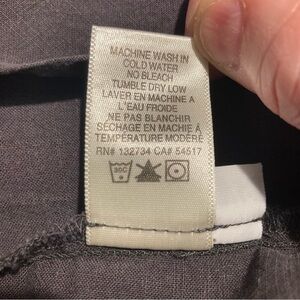 MACHINE WASH IN
COLD WATER
NO BLEACH
TUMBLE DRY LOW
LAVER EN MACHINE A
L'EAU FROIDE
NE PAS BLANCHIR
SÉCHAGE EN MACHIE À
TEMPÉRATURE MODÉRÉ
RN# 132734 CA# 54517
30C